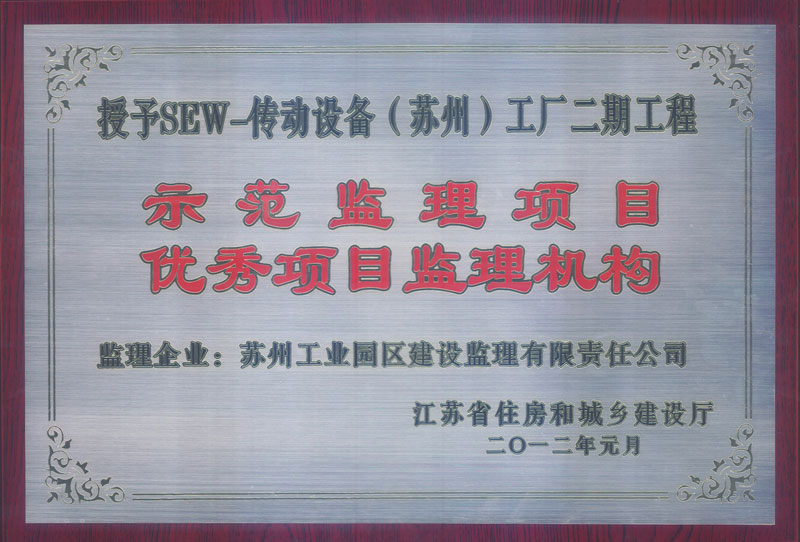 授予SEW-传动设备（苏州）工厂二期工程
示范监理项目
优秀项目监理机构
监理企业：苏州工业园区建设监理有限责任公司
江苏省住房和城乡建设厅
二〇一二年元月